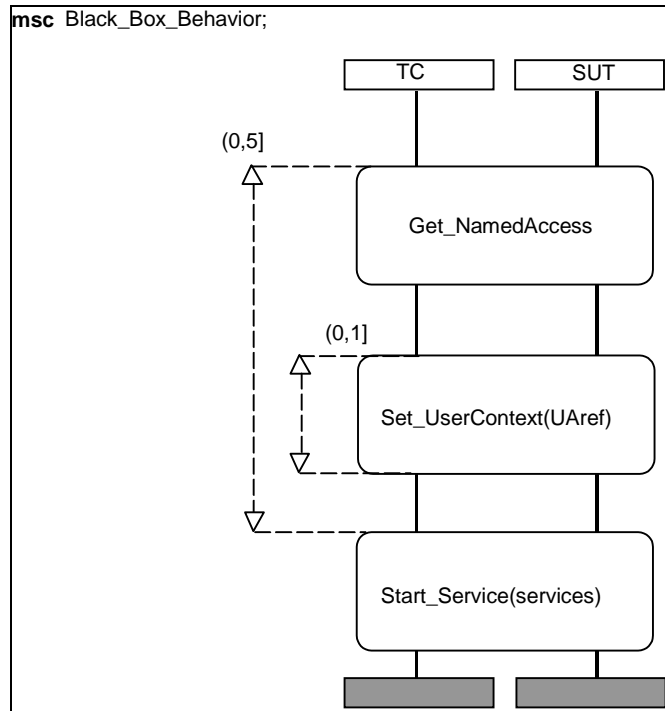 msc Black_Box_Behavior;
TC SUT
(0,5]
Get_NamedAccess
(0,1]
Set_UserContext(UAref)
Start_Service(services)